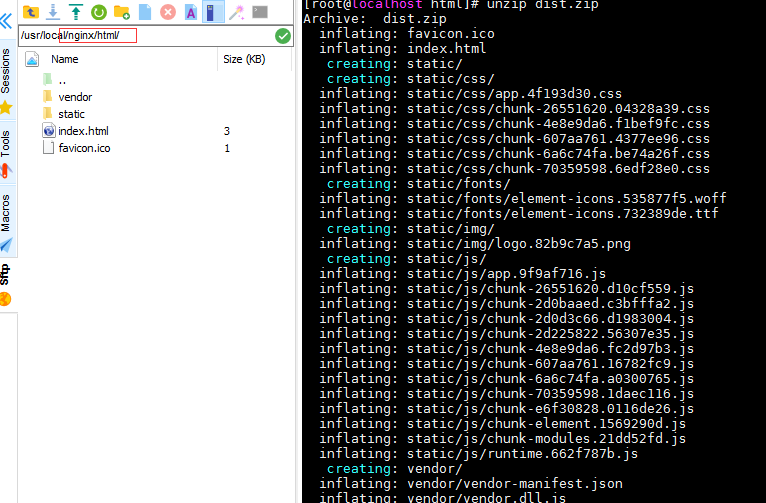 /usr/local/nginx/html/
Name Size (KB)
..
vendor
static
index.html 3
favicon.ico 1
Sessions
Tools
Macros
Sftp
[root@localhost html]# unzip dist.zip
Archive:  dist.zip
inflating: favicon.ico
inflating: index.html
creating: static/
creating: static/css/
inflating: static/css/app.4f193d30.css
inflating: static/css/chunk-26551620.04328a39.css
inflating: static/css/chunk-4e8e9da6.f1bef9fc.css
inflating: static/css/chunk-607aa761.4377ee96.css
inflating: static/css/chunk-6a6c74fa.be74a26f.css
inflating: static/css/chunk-70359598.6edf28e0.css
creating: static/fonts/
inflating: static/fonts/element-icons.535877f5.woff
inflating: static/fonts/element-icons.732389de.ttf
creating: static/img/
inflating: static/img/logo.82b9c7a5.png
creating: static/js/
inflating: static/js/app.9f9af716.js
inflating: static/js/chunk-26551620.d10cf559.js
inflating: static/js/chunk-2d0baaed.c3bfffa2.js
inflating: static/js/chunk-2d0d3c66.d1983004.js
inflating: static/js/chunk-2d225822.56307e35.js
inflating: static/js/chunk-4e8e9da6.fc2d97b3.js
inflating: static/js/chunk-607aa761.16782fc9.js
inflating: static/js/chunk-6a6c74fa.a0300765.js
inflating: static/js/chunk-70359598.1daec116.js
inflating: static/js/chunk-e6f30828.0116de26.js
inflating: static/js/chunk-element.1569290d.js
inflating: static/js/chunk-modules.21dd52fd.js
inflating: static/js/runtime.662f787b.js
creating: vendor/
inflating: vendor/vendor-manifest.json
inflating: vendor/vendor.dll.js